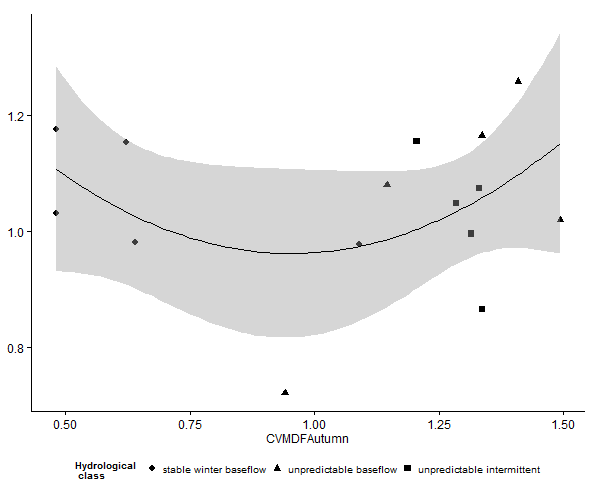 1.2
1.0
0.8
0.50 0.75 1.00 1.25 1.50
CVMDFAutumn
Hydrological class stable winter baseflow unpredictable baseflow unpredictable intermittent